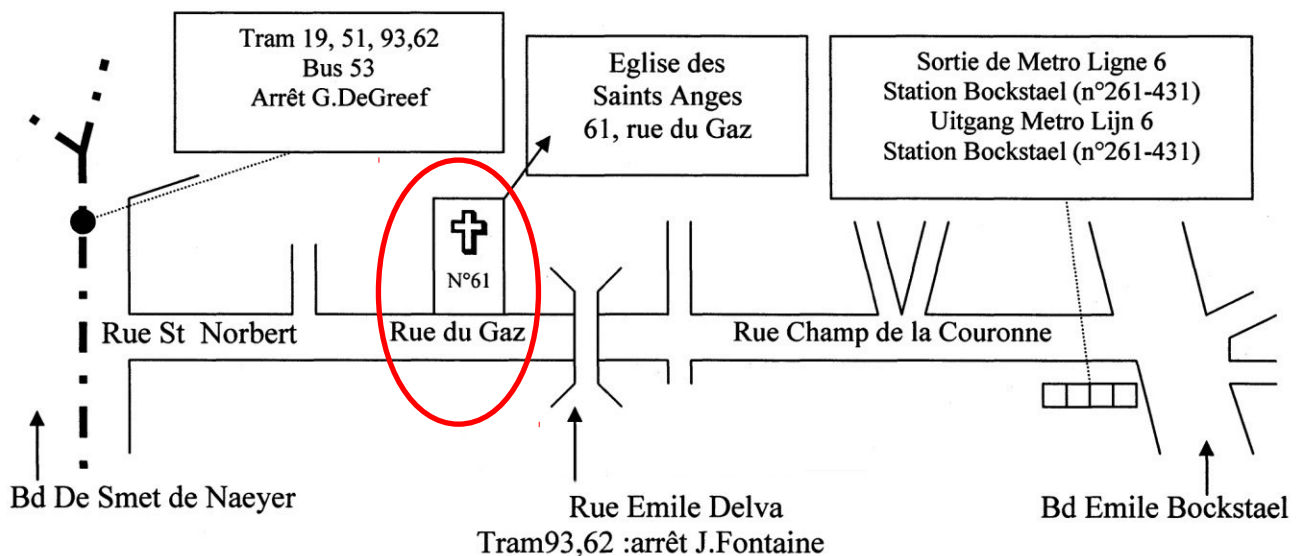 Tram 19, 51, 93,62
Bus 53
Arrêt G.DeGreef
Eglise des
Saints Anges
61, rue du Gaz
Sortie de Metro Ligne 6
Station Bockstael (n°261-431)
Uitgang Metro Lijn 6
Station Bockstael (n°261-431)
N°61
Rue St Norbert
Rue du Gaz
Rue Champ de la Couronne
Bd De Smet de Naeyer
Rue Emile Delva
Tram93,62 :arrêt J.Fontaine
Bd Emile Bockstael